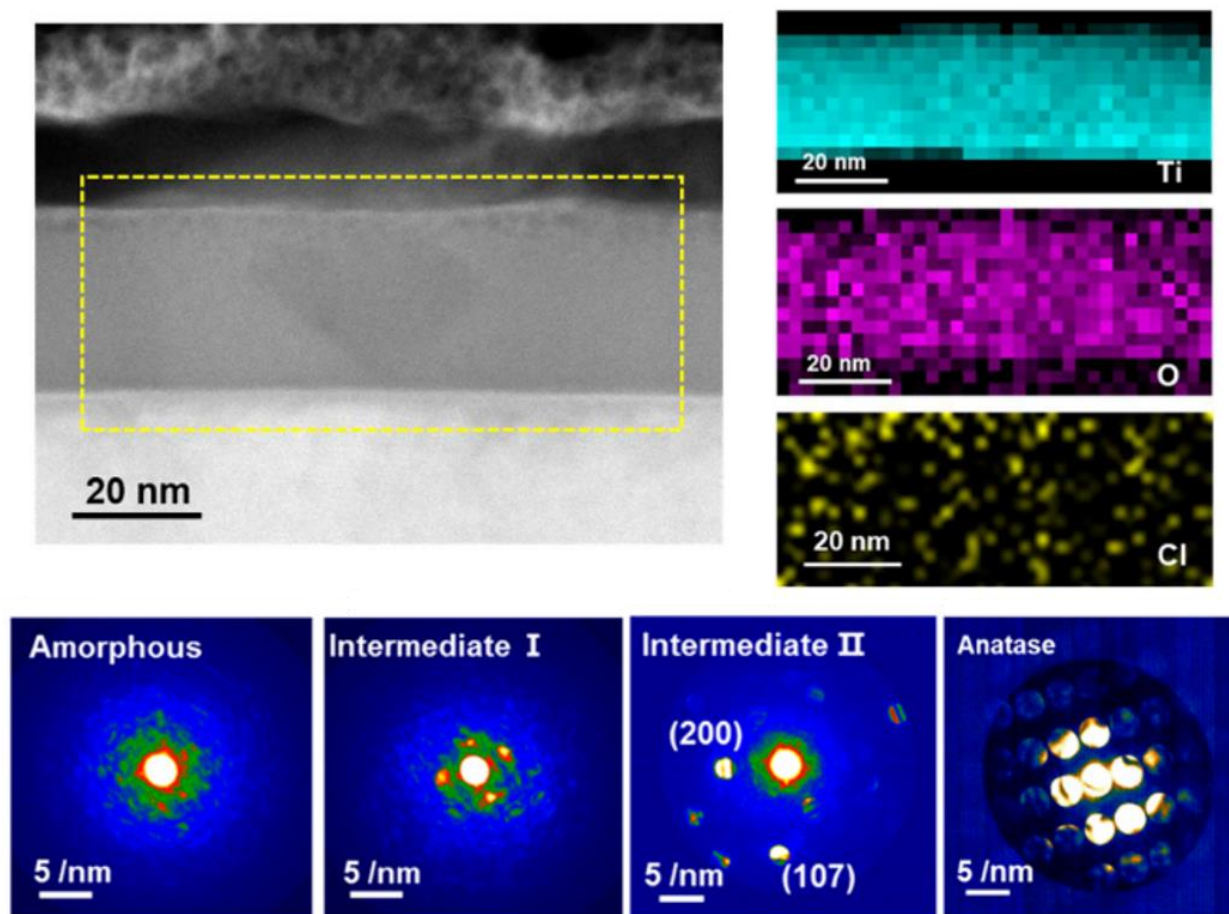 20 nm
20 nm
Ti
20 nm
O
20 nm
Cl
Amorphous
5 /nm
Intermediate I
5 /nm
Intermediate II
(200)
(107)
5 /nm
Anatase
5 /nm